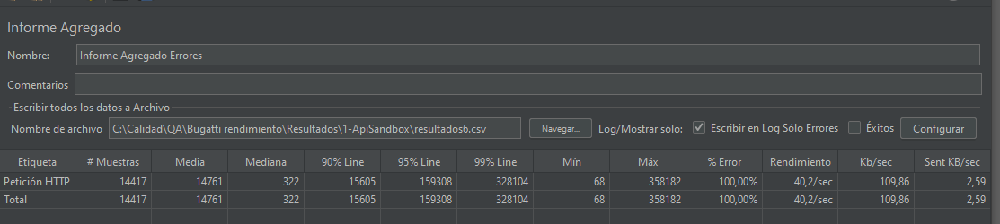 Informe Agregado
Nombre: Informe Agregado Errores
Comentarios
Escribir todos los datos a Archivo
Nombre de archivo C:\Calidad\QA\Bugatti rendimiento\Resultados\1-ApiSandbox\resultados6.csv Navegar... Log/Mostrar sólo: Escribir en Log Sólo Errores Éxitos Configurar
Etiqueta # Muestras Media Mediana 90% Line 95% Line 99% Line Mín Máx % Error Rendimiento Kb/sec Sent KB/sec
Petición HTTP 14417 14761 322 15605 159308 328104 68 358182 100,00% 40,2/sec 109,86 2,59
Total 14417 14761 322 15605 159308 328104 68 358182 100,00% 40,2/sec 109,86 2,59